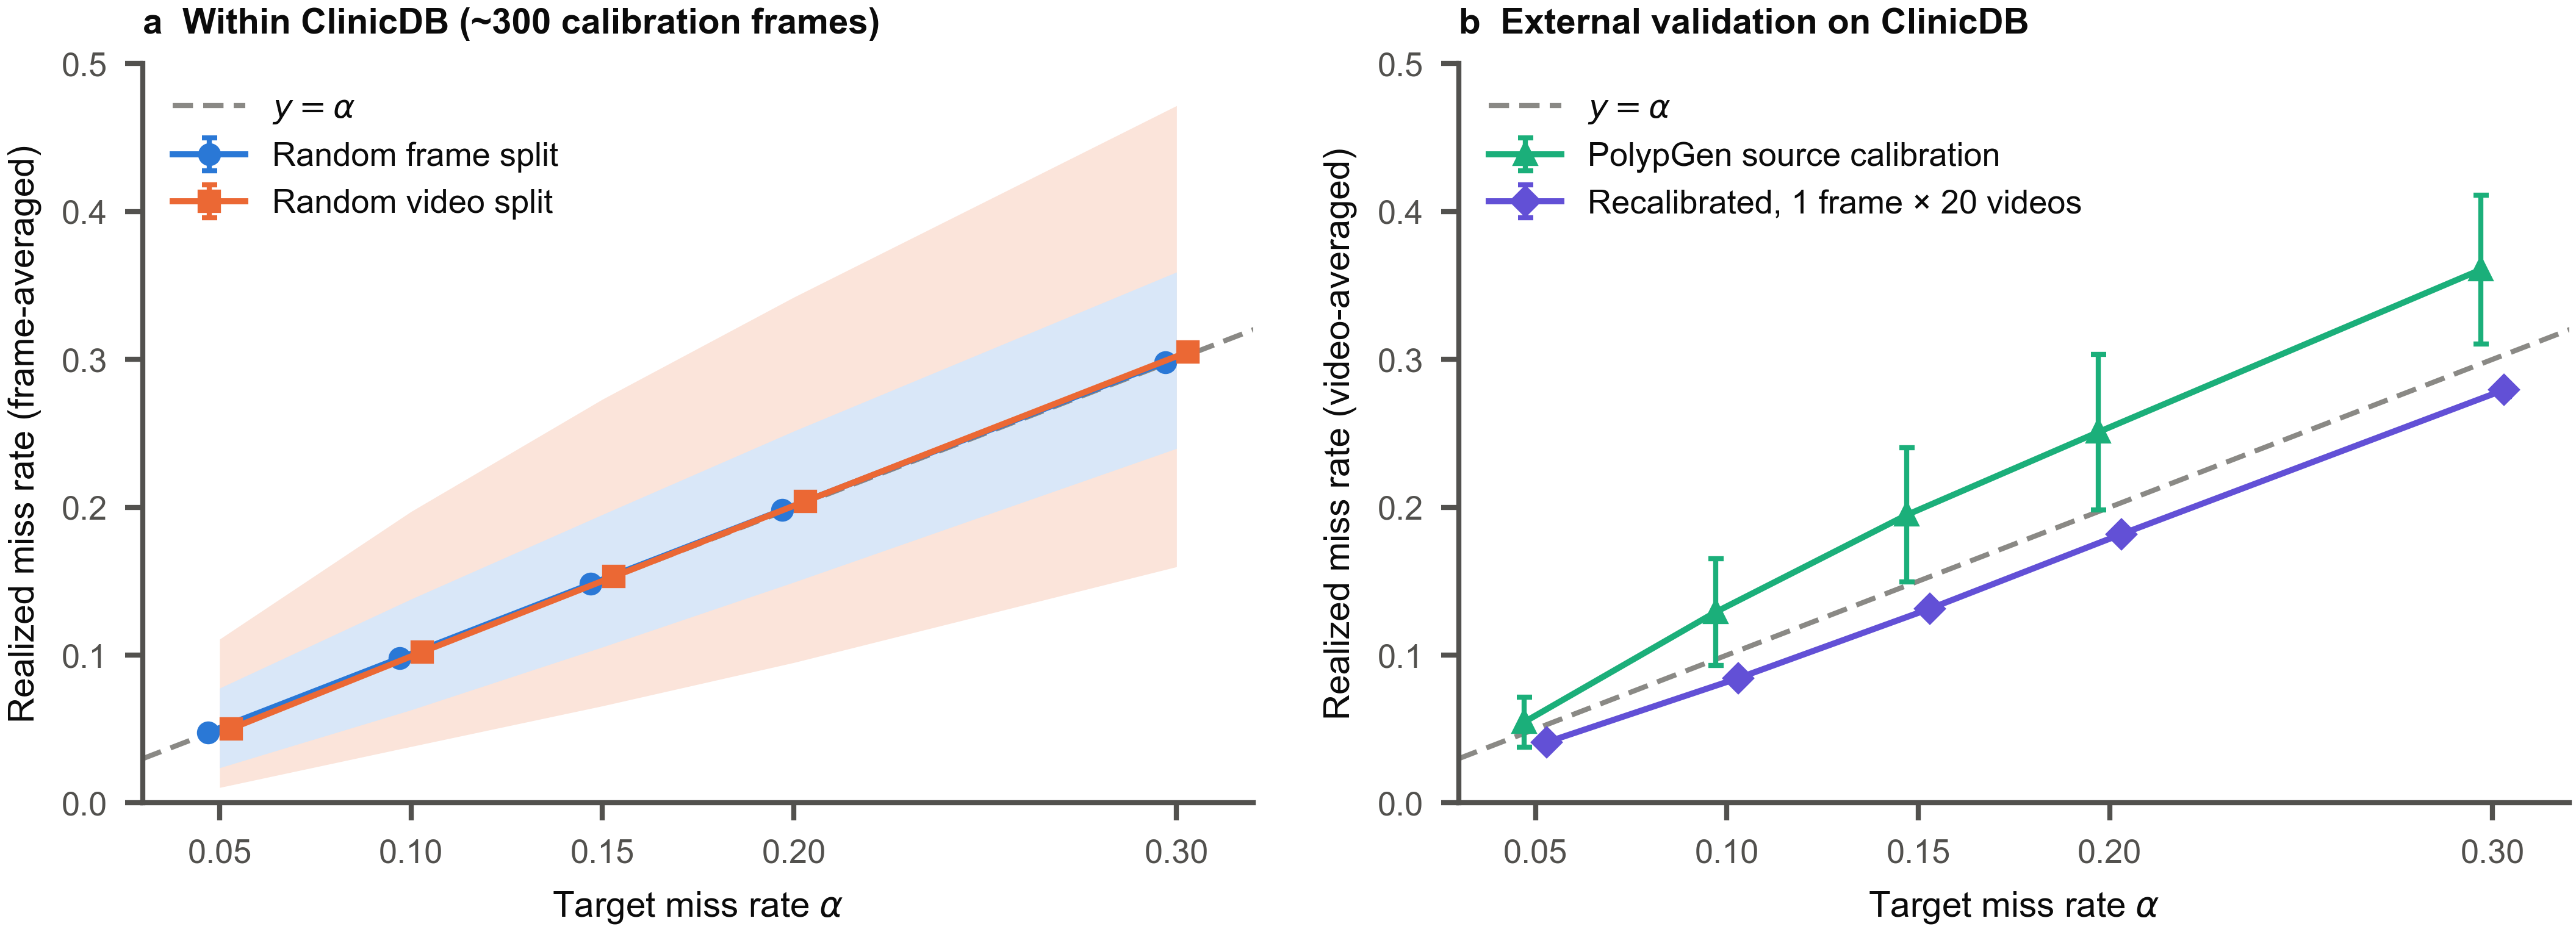 a Within ClinicDB (~300 calibration frames)
0.5
0.4
0.3
0.2
0.1
0.0
Realized miss rate (frame-averaged)
y = α
Random frame split
Random video split
0.05 0.10 0.15 0.20 0.30
Target miss rate α
b External validation on ClinicDB
0.5
0.4
0.3
0.2
0.1
0.0
Realized miss rate (video-averaged)
y = α
PolypGen source calibration
Recalibrated, 1 frame × 20 videos
0.05 0.10 0.15 0.20 0.30
Target miss rate α